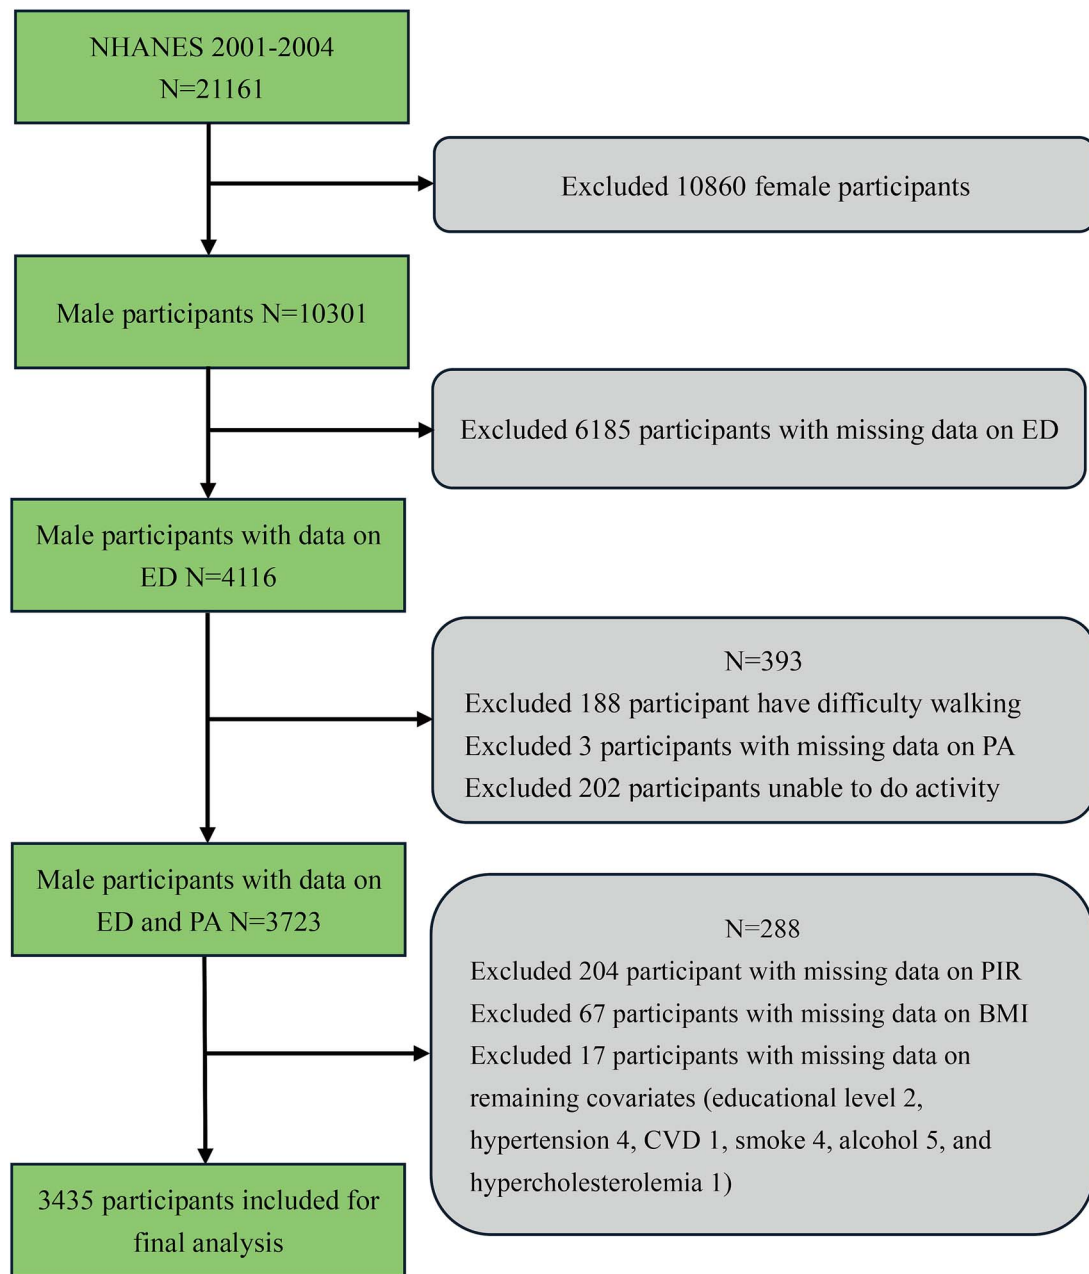 NHANES 2001-2004
N=21161
Excluded 10860 female participants
Male participants N=10301
Excluded 6185 participants with missing data on ED
Male participants with data on
ED N=4116
N=393
Excluded 188 participant have difficulty walking
Excluded 3 participants with missing data on PA
Excluded 202 participants unable to do activity
Male participants with data on
ED and PA N=3723
N=288
Excluded 204 participant with missing data on PIR
Excluded 67 participants with missing data on BMI
Excluded 17 participants with missing data on
remaining covariates (educational level 2,
hypertension 4, CVD 1, smoke 4, alcohol 5, and
hypercholesterolemia 1)
3435 participants included for
final analysis